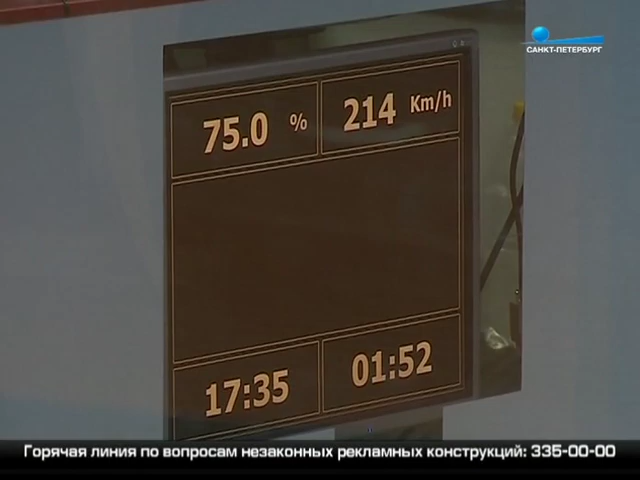 САНКТ-ПЕТЕРБУРГ
75.0 % 214 Km/h
17:35 01:52
Горячая линия по вопросам незаконных рекламных конструкций: 335-00-00